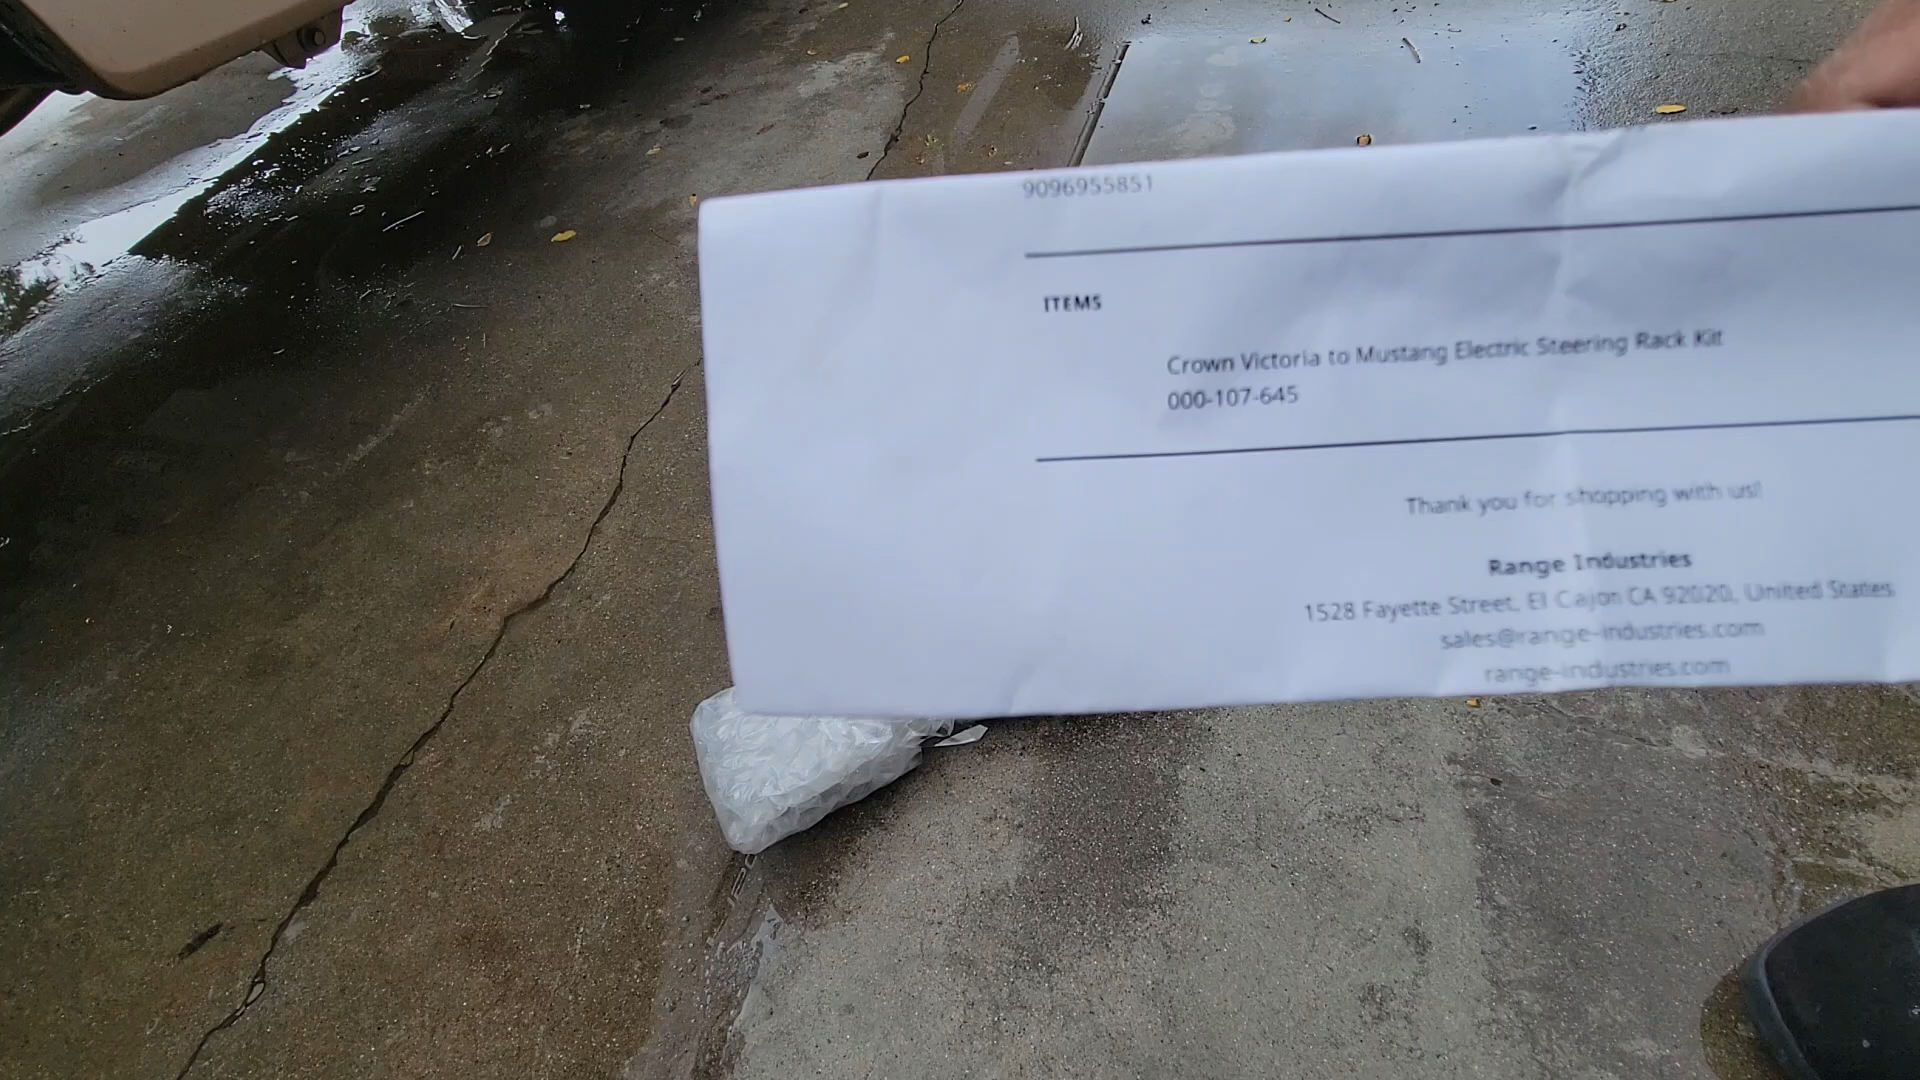 9096955851
ITEMS
Crown Victoria to Mustang Electric Steering Rack Kit
000-107-645
Thank you for shopping with us!
Range Industries
1528 Fayette Street, El Cajon CA 92020, United States
sales@range-industries.com
range-industries.com